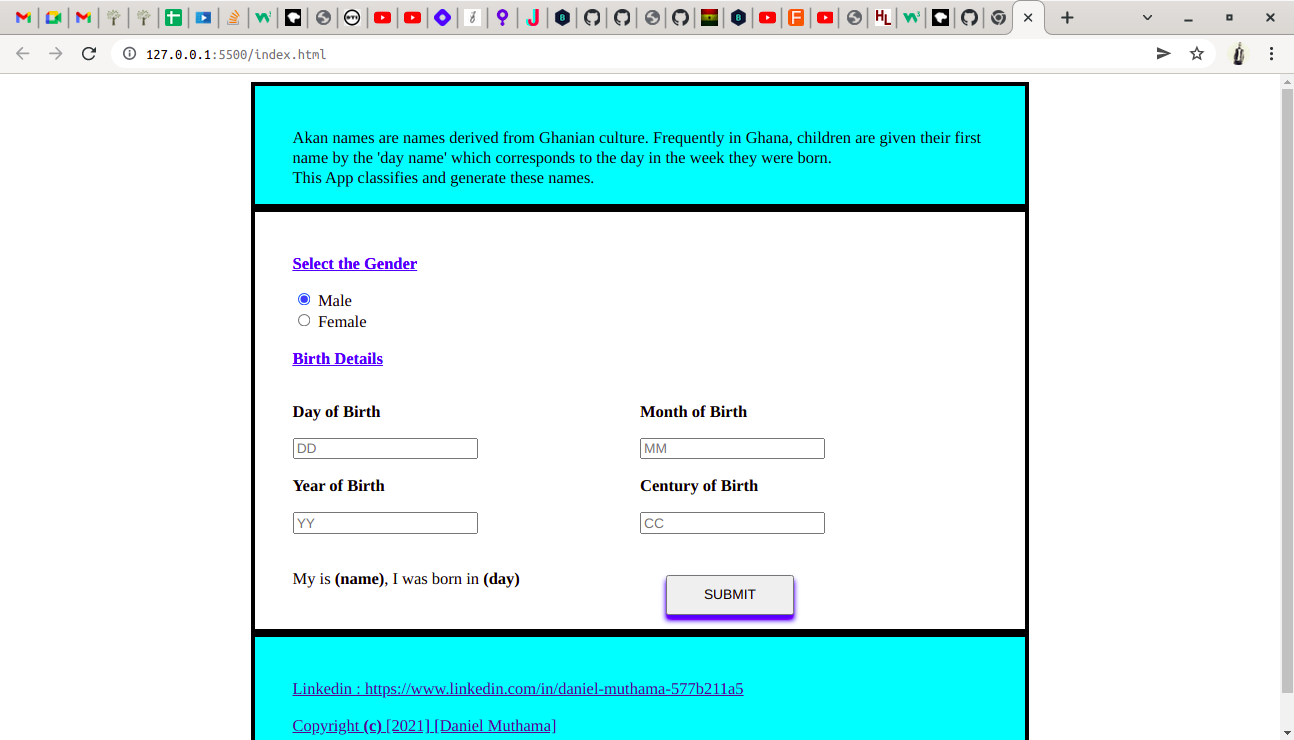 127.0.0.1:5500/index.html
Akan names are names derived from Ghanian culture. Frequently in Ghana, children are given their first
name by the 'day name' which corresponds to the day in the week they were born.
This App classifies and generate these names.
Select the Gender
Male
Female
Birth Details
Day of Birth Month of Birth
DD MM
Year of Birth Century of Birth
YY CC
My is (name), I was born in (day) SUBMIT
Linkedin : https://www.linkedin.com/in/daniel-muthama-577b211a5
Copyright (c) [2021] [Daniel Muthama]